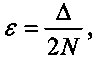 ε = Δ / 2N ,